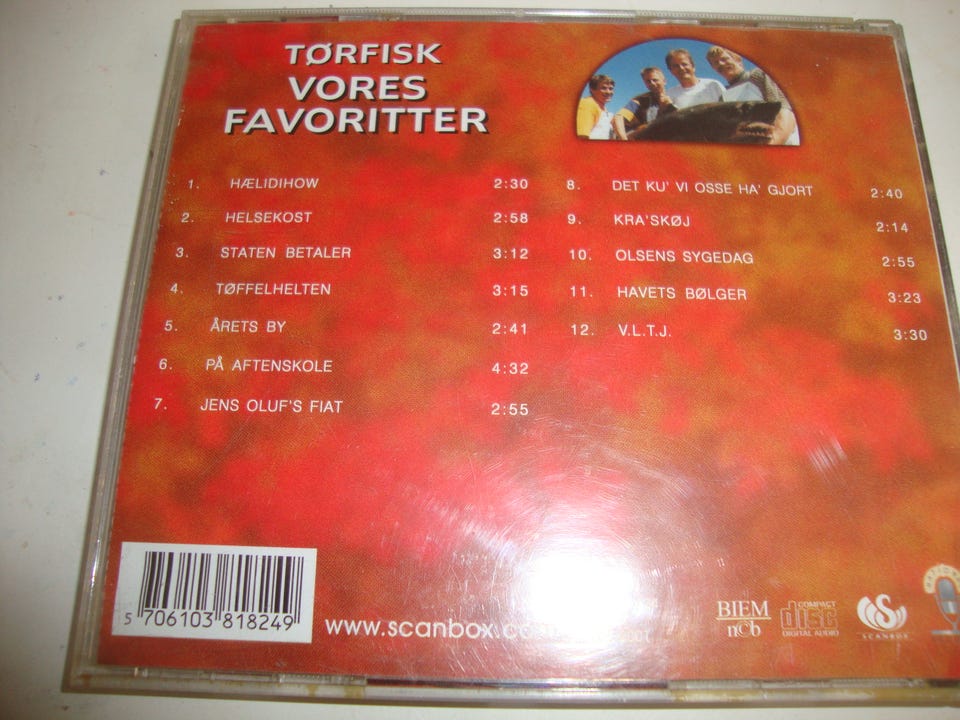 TØRFISK
VORES
FAVORITTER
1. HÆLIDIHOW 2:30
2. HELSEKOST 2:58
3. STATEN BETALER 3:12
4. TØFFELHELTEN 3:15
5. ÅRETS BY 2:41
6. PÅ AFTENSKOLE 4:32
7. JENS OLUF'S FIAT 2:55
8. DET KU' VI OSSE HA' GJORT 2:40
9. KRA'SKØJ 2:14
10. OLSENS SYGEDAG 2:55
11. HAVETS BØLGER 3:23
12. V.L.T.J. 3:30
5 706103 818249
www.scanbox.com
BIEM
ncb
COMPACT
disc
DIGITAL AUDIO
S
SCANBOX